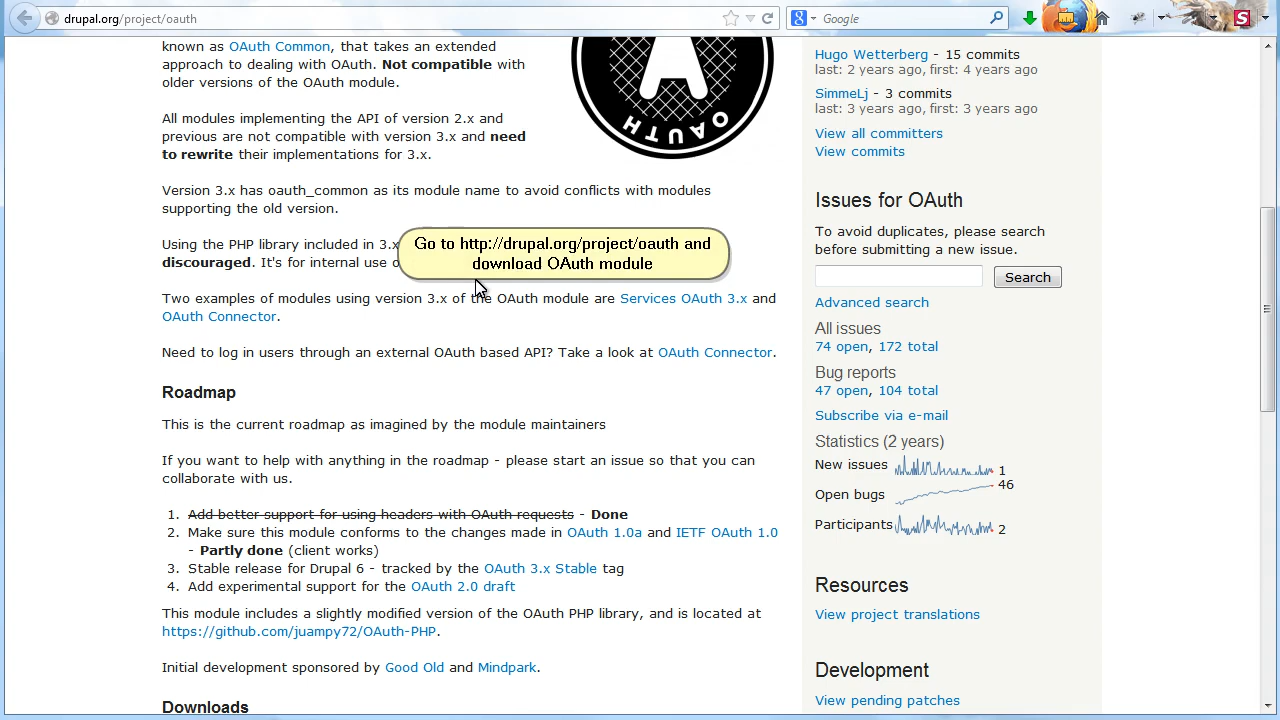 drupal.org/project/oauth
Google
known as OAuth Common, that takes an extended
approach to dealing with OAuth. Not compatible with
older versions of the OAuth module.
All modules implementing the API of version 2.x and
previous are not compatible with version 3.x and need
to rewrite their implementations for 3.x.
OAUTH
Version 3.x has oauth_common as its module name to avoid conflicts with modules
supporting the old version.
Using the PHP library included in 3.x
discouraged. It's for internal use o
Go to http://drupal.org/project/oauth and
download OAuth module
Two examples of modules using version 3.x of the OAuth module are Services OAuth 3.x and
OAuth Connector.
Need to log in users through an external OAuth based API? Take a look at OAuth Connector.
Roadmap
This is the current roadmap as imagined by the module maintainers
If you want to help with anything in the roadmap - please start an issue so that you can
collaborate with us.
1. Add better support for using headers with OAuth requests - Done
2. Make sure this module conforms to the changes made in OAuth 1.0a and IETF OAuth 1.0
- Partly done (client works)
3. Stable release for Drupal 6 - tracked by the OAuth 3.x Stable tag
4. Add experimental support for the OAuth 2.0 draft
This module includes a slightly modified version of the OAuth PHP library, and is located at
https://github.com/juampy72/OAuth-PHP.
Initial development sponsored by Good Old and Mindpark.
Downloads
Hugo Wetterberg - 15 commits
last: 2 years ago, first: 4 years ago
SimmeLj - 3 commits
last: 3 years ago, first: 3 years ago
View all committers
View commits
Issues for OAuth
To avoid duplicates, please search
before submitting a new issue.
Search
Advanced search
All issues
74 open, 172 total
Bug reports
47 open, 104 total
Subscribe via e-mail
Statistics (2 years)
New issues 1
Open bugs 46
Participants 2
Resources
View project translations
Development
View pending patches